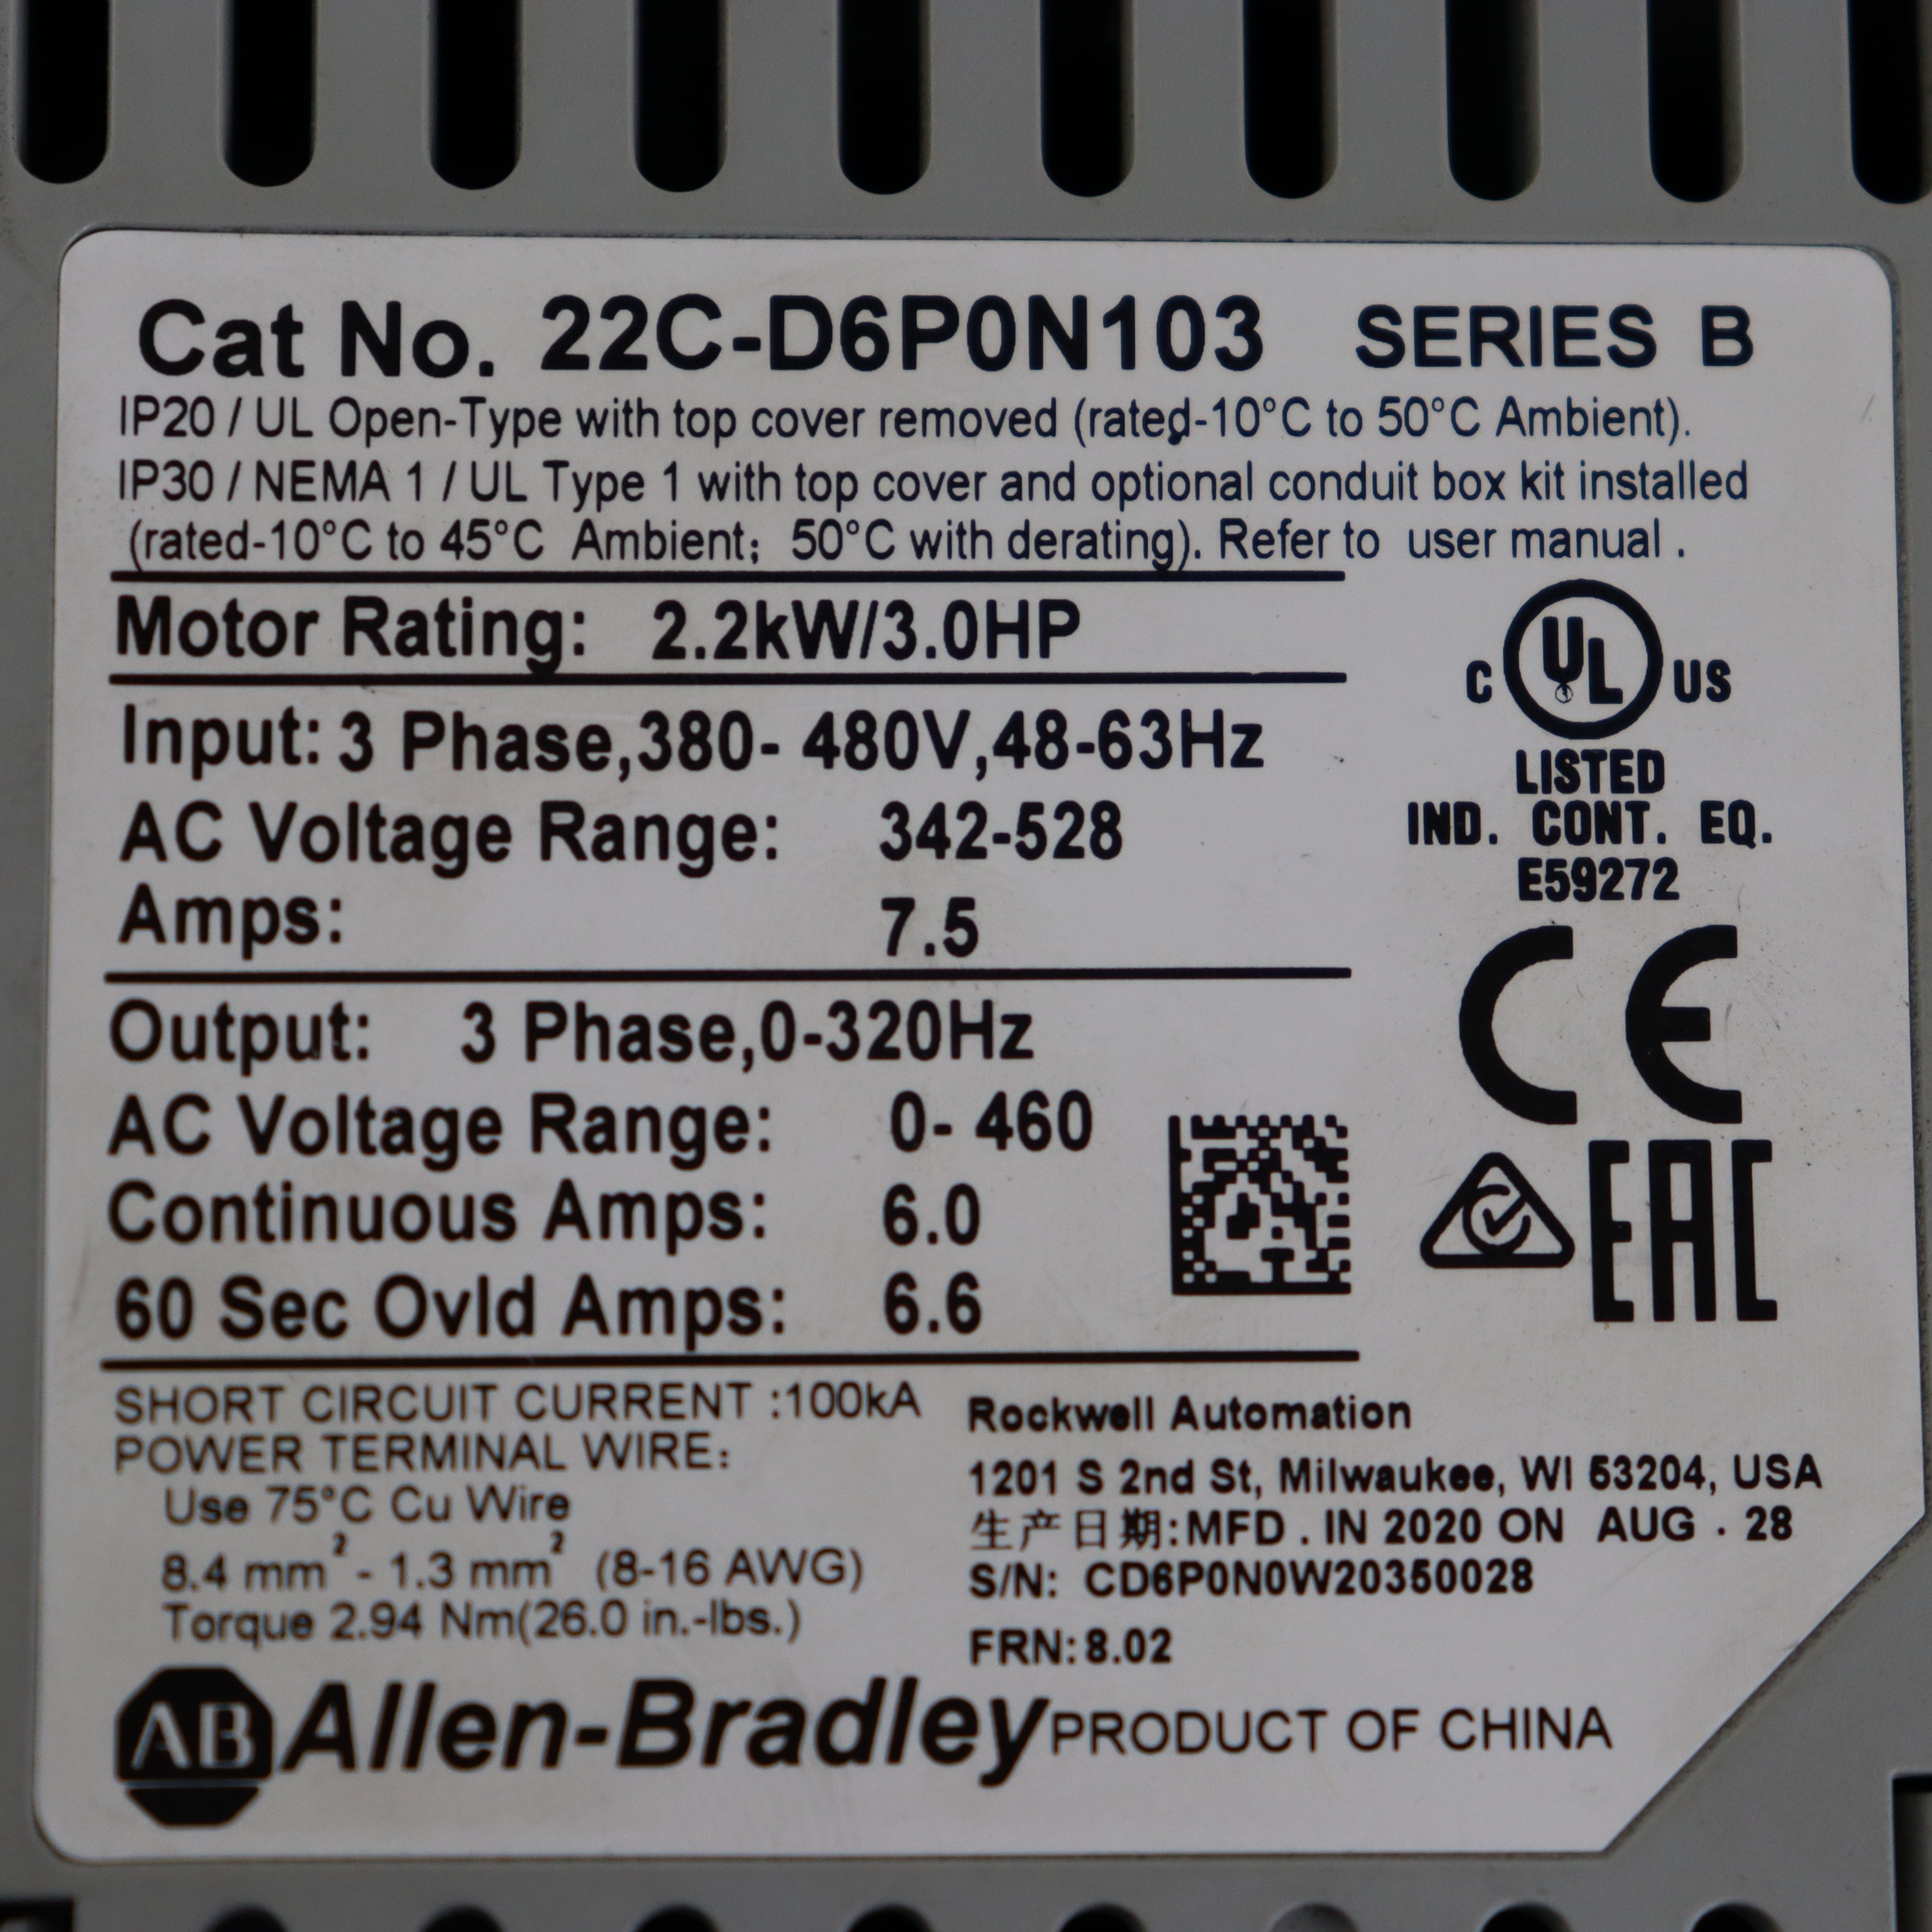 Cat No. 22C-D6P0N103 SERIES B
IP20 / UL Open-Type with top cover removed (rated-10°C to 50°C Ambient).
IP30 / NEMA 1 / UL Type 1 with top cover and optional conduit box kit installed
(rated-10°C to 45°C Ambient; 50°C with derating). Refer to user manual .
Motor Rating: 2.2kW/3.0HP
Input: 3 Phase,380- 480V,48-63Hz
AC Voltage Range: 342-528
Amps: 7.5
Output: 3 Phase,0-320Hz
AC Voltage Range: 0- 460
Continuous Amps: 6.0
60 Sec Ovld Amps: 6.6
C UL US
LISTED
IND. CONT. EQ.
E59272
CE
EAC
SHORT CIRCUIT CURRENT :100kA
POWER TERMINAL WIRE:
Use 75°C Cu Wire
8.4 mm² - 1.3 mm² (8-16 AWG)
Torque 2.94 Nm(26.0 in.-lbs.)
Rockwell Automation
1201 S 2nd St, Milwaukee, WI 53204, USA
生产日期:MFD . IN 2020 ON AUG . 28
S/N: CD6P0N0W20350028
FRN: 8.02
AB Allen-Bradley PRODUCT OF CHINA